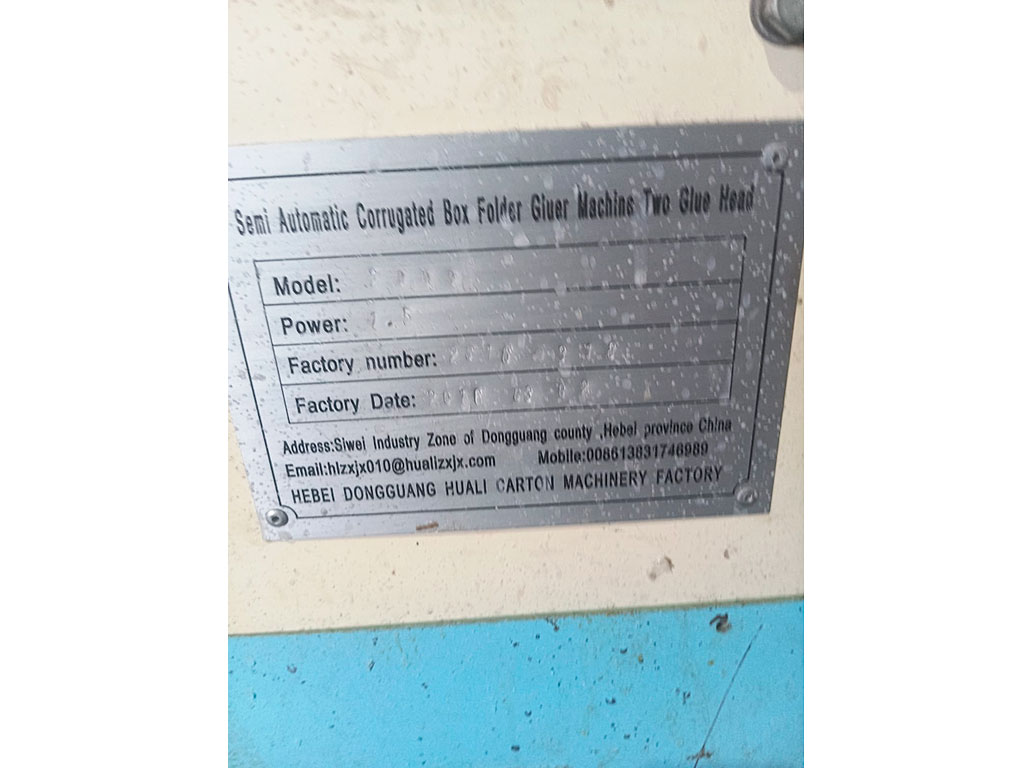 Semi Automatic Corrugated Box Folder Gluer Machine Two Glue Head
Model:
Power:
Factory number:
Factory Date:
Address:Siwei Industry Zone of Dongguang county ,Hebei province China
Email:hlzxjx010@hualizxjx.com Mobile:008613831746989
HEBEI DONGGUANG HUALI CARTON MACHINERY FACTORY